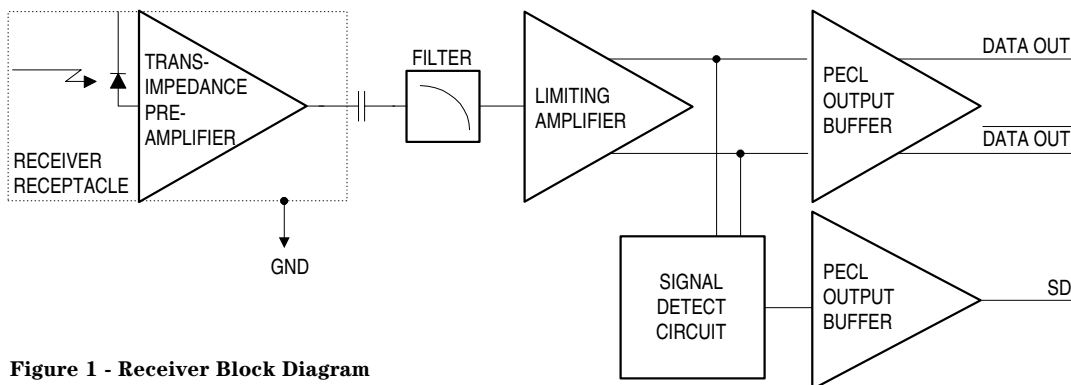 TRANS-
IMPEDANCE
PRE-
AMPLIFIER
RECEIVER
RECEPTACLE
GND
FILTER
LIMITING
AMPLIFIER
PECL
OUTPUT
BUFFER
DATA OUT
DATA OUT
SIGNAL
DETECT
CIRCUIT
PECL
OUTPUT
BUFFER
SD
Figure 1 - Receiver Block Diagram